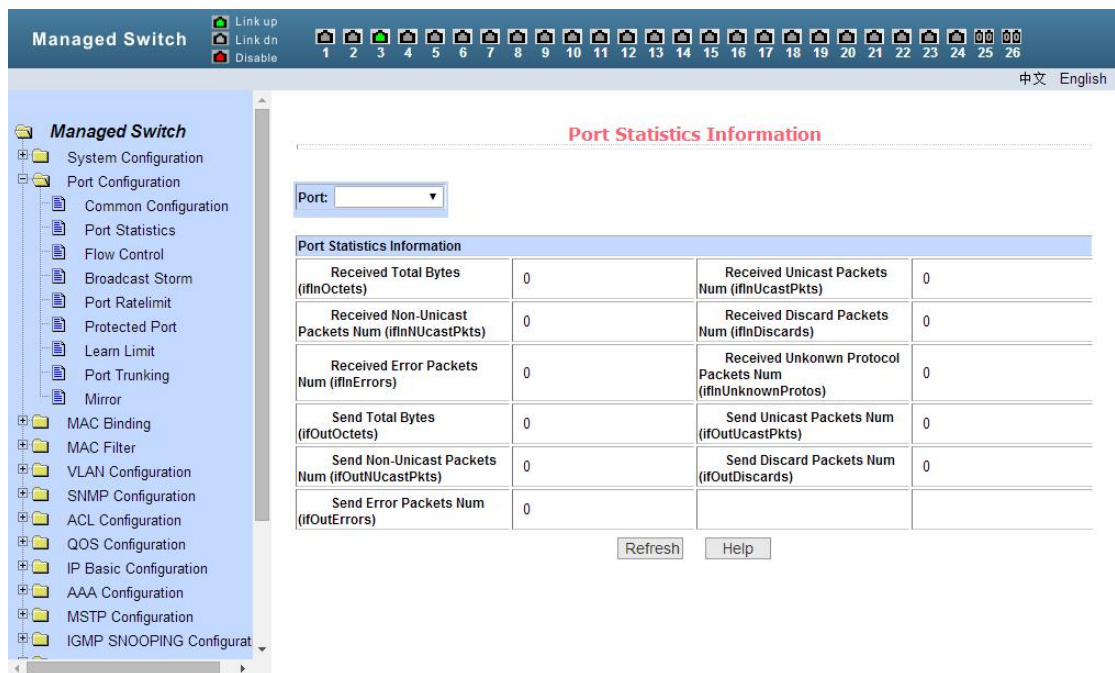 Managed Switch
Link up
Link dn
Disable
1 2 3 4 5 6 7 8 9 10 11 12 13 14 15 16 17 18 19 20 21 22 23 24 25 26
中文 English
Managed Switch
System Configuration
Port Configuration
Common Configuration
Port Statistics
Flow Control
Broadcast Storm
Port Ratelimit
Protected Port
Learn Limit
Port Trunking
Mirror
MAC Binding
MAC Filter
VLAN Configuration
SNMP Configuration
ACL Configuration
QOS Configuration
IP Basic Configuration
AAA Configuration
MSTP Configuration
IGMP SNOOPING Configurat
Port Statistics Information
Port:
Port Statistics Information
Received Total Bytes
(ifInOctets)
0
Received Unicast Packets
Num (ifInUcastPkts)
0
Received Non-Unicast
Packets Num (ifInNUcastPkts)
0
Received Discard Packets
Num (ifInDiscards)
0
Received Error Packets
Num (ifInErrors)
0
Received Unkonwn Protocol
Packets Num
(ifInUnknownProtos)
0
Send Total Bytes
(ifOutOctets)
0
Send Unicast Packets Num
(ifOutUcastPkts)
0
Send Non-Unicast Packets
Num (ifOutNUcastPkts)
0
Send Discard Packets Num
(ifOutDiscards)
0
Send Error Packets Num
(ifOutErrors)
0
Refresh Help